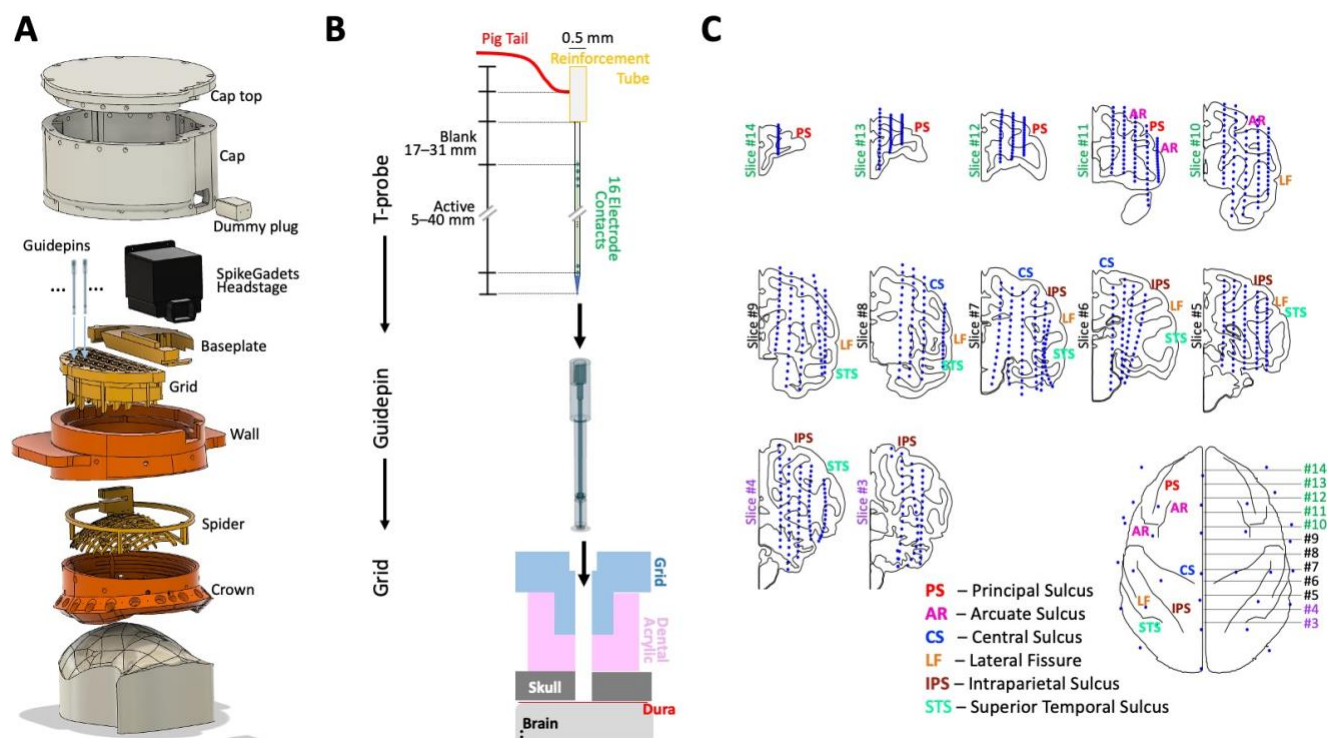 A
Cap top
Cap
Dummy plug
Guidepins
SpikeGadgets
Headstage
Baseplate
Grid
Wall
Spider
Crown
B
T-probe
Guidepin
Grid
Pig Tail
0.5 mm
Reinforcement
Tube
Blank
17–31 mm
Active
5–40 mm
16 Electrode
Contacts
Grid
Dental
Acrylic
Skull
Dura
Brain
C
Slice #14
PS
Slice #13
PS
Slice #12
PS
Slice #11
AR
PS
AR
Slice #10
AR
LF
Slice #9
LF
STS
Slice #8
CS
LF
STS
Slice #7
CS
IPS
LF
STS
Slice #6
CS
IPS
LF
STS
Slice #5
IPS
LF
STS
Slice #4
IPS
STS
Slice #3
IPS
PS
AR
AR
CS
LF
IPS
STS
#14
#13
#12
#11
#10
#9
#8
#7
#6
#5
#4
#3
PS – Principal Sulcus
AR – Arcuate Sulcus
CS – Central Sulcus
LF – Lateral Fissure
IPS – Intraparietal Sulcus
STS – Superior Temporal Sulcus